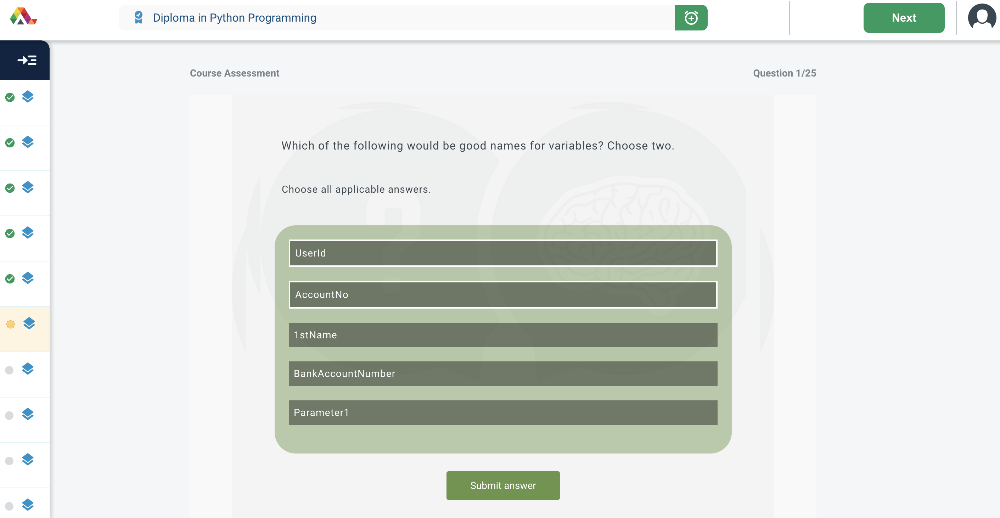 Diploma in Python Programming
Next
Course Assessment
Question 1/25
Which of the following would be good names for variables? Choose two.
Choose all applicable answers.
UserId
AccountNo
1stName
BankAccountNumber
Parameter1
Submit answer